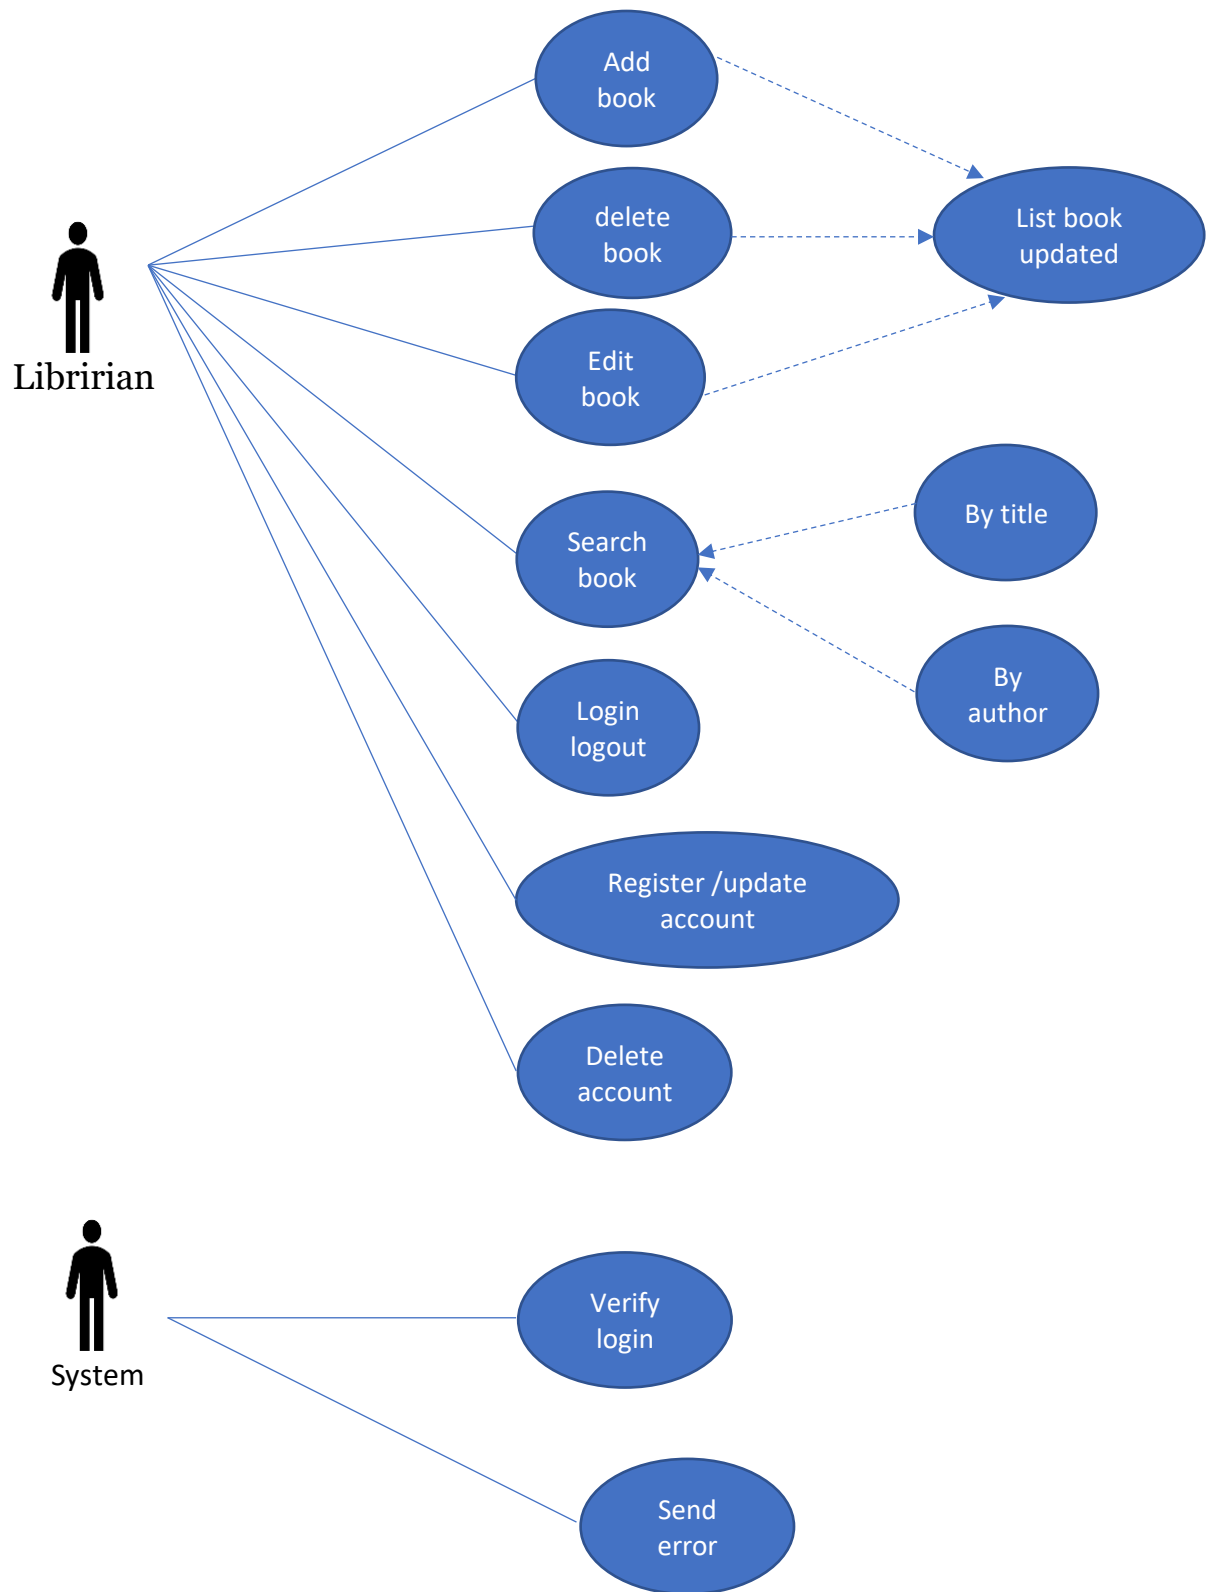 Add
book
delete
book
List book
updated
Libririan
Edit
book
By title
Search
book
By
author
Login
logout
Register /update
account
Delete
account
Verify
login
System
Send
error